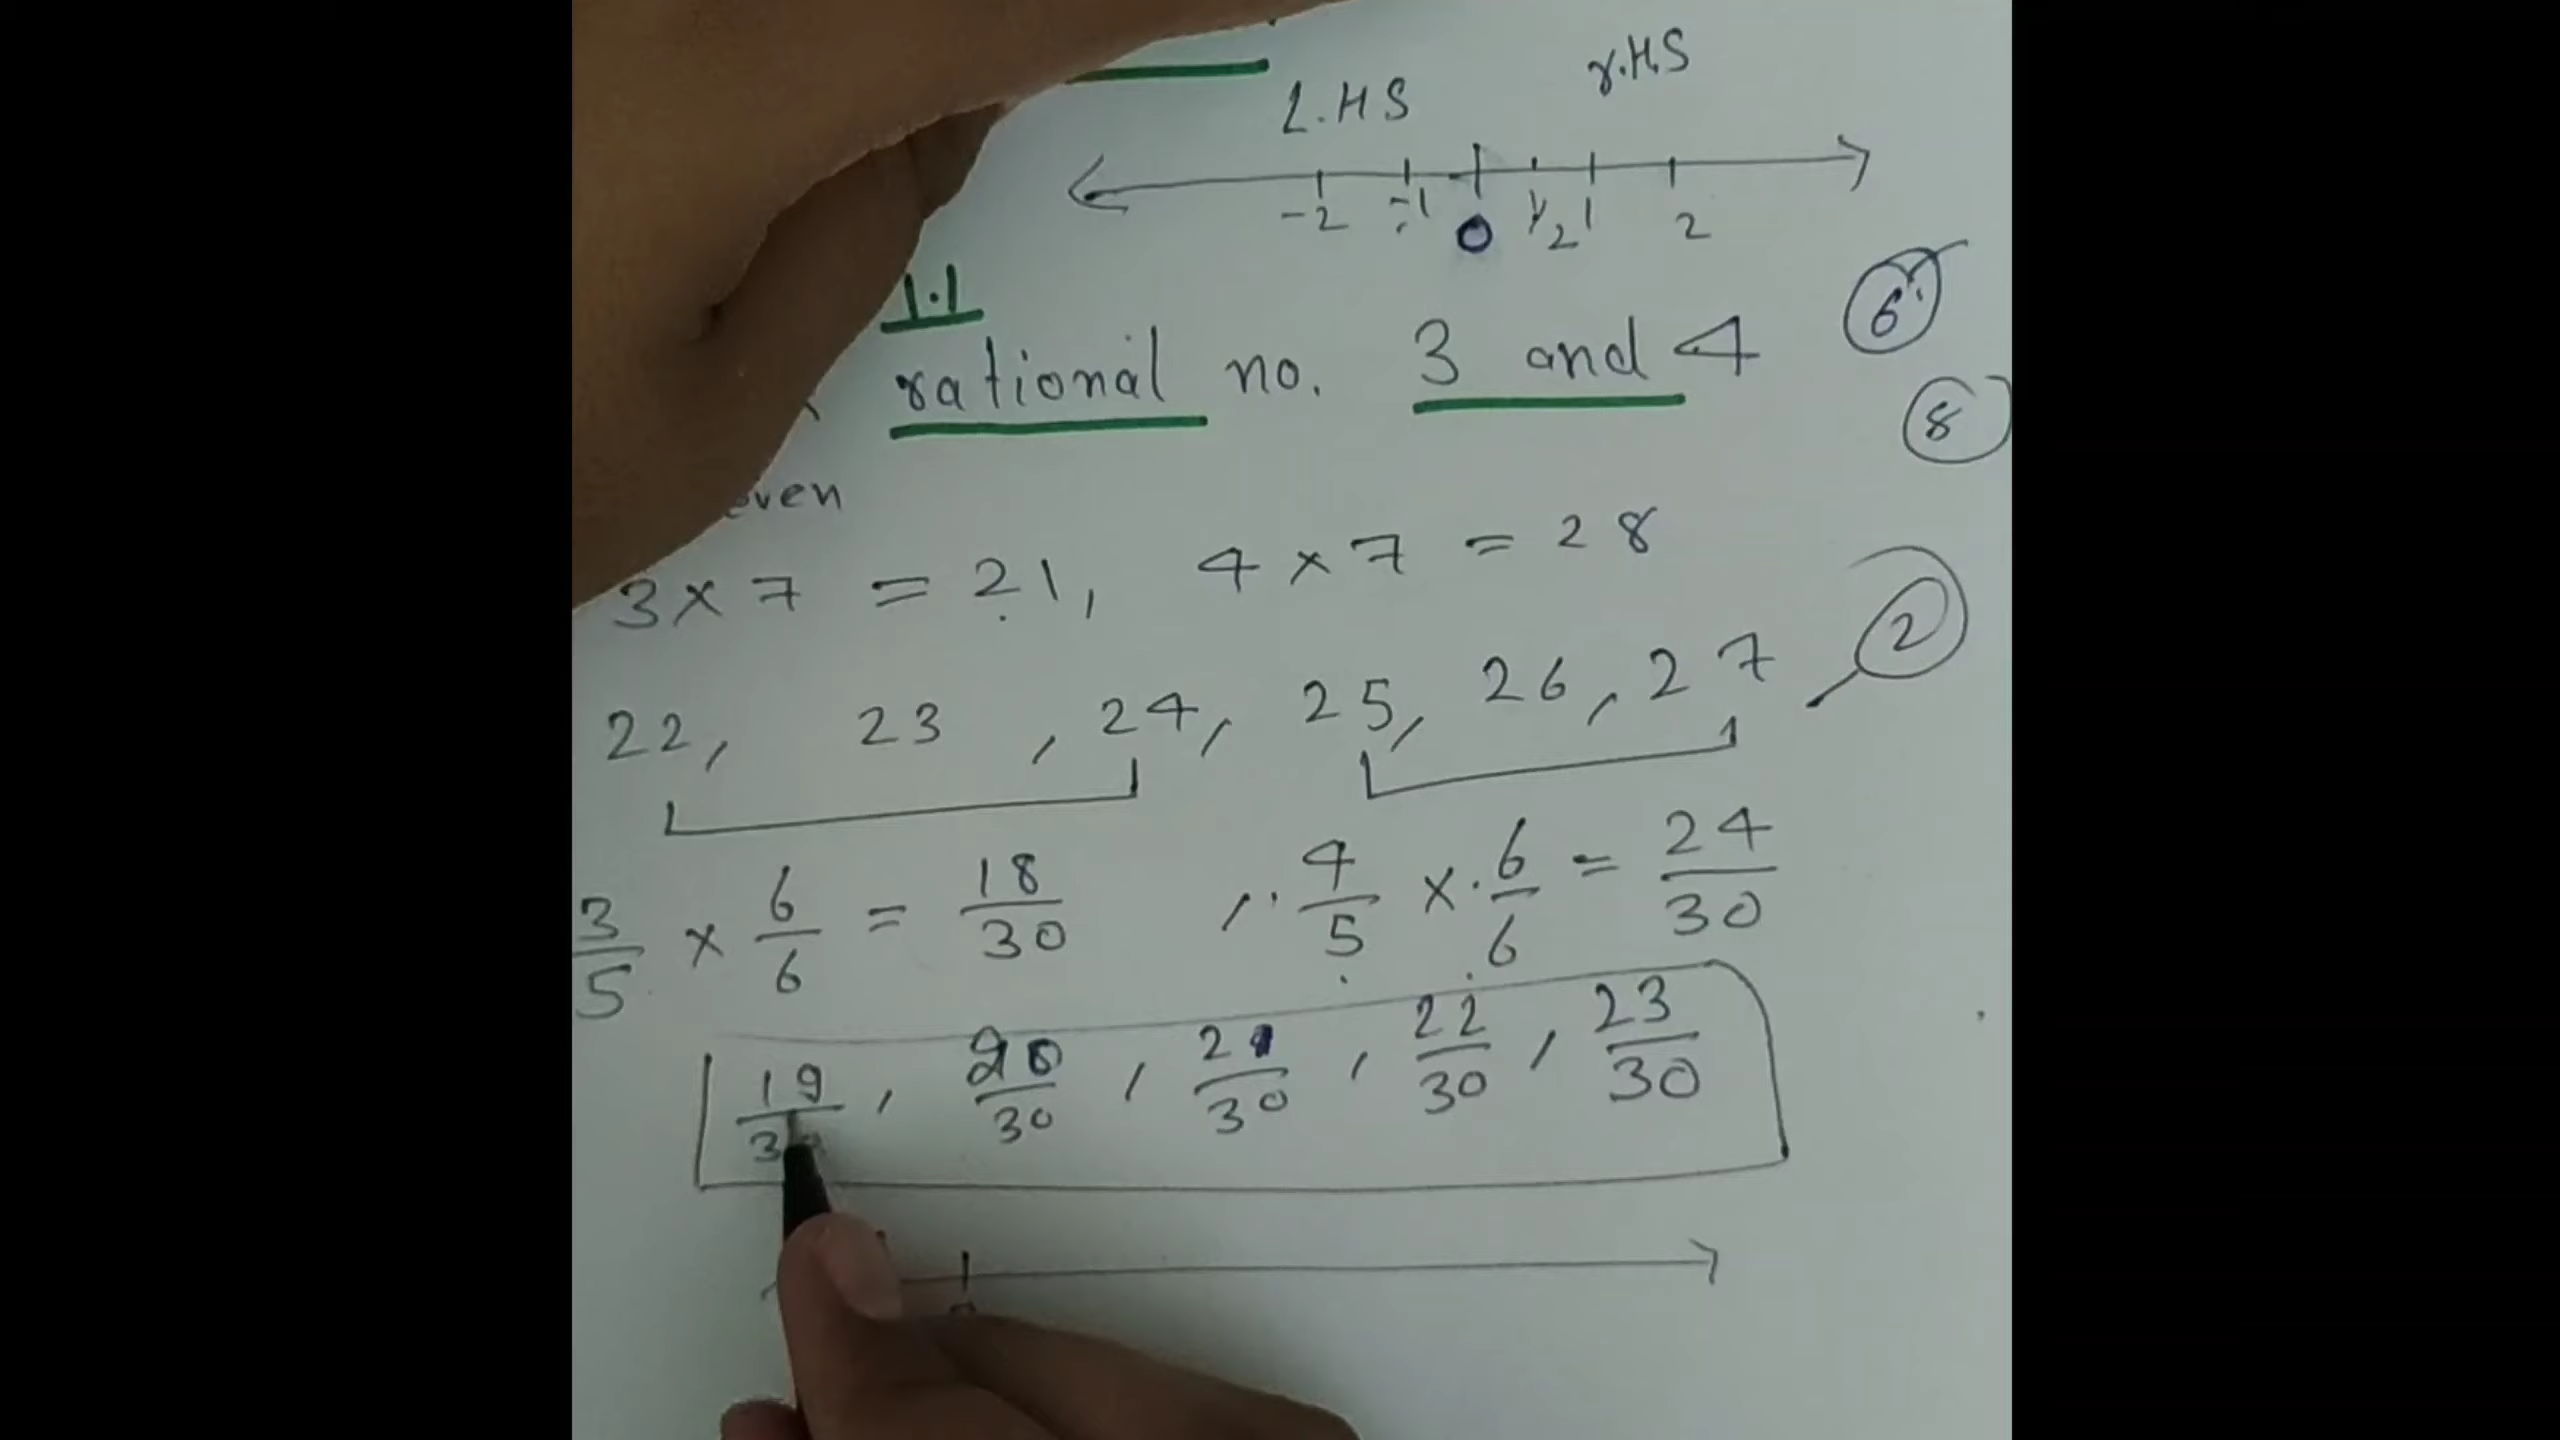 L.HS r.HS
-2 -1 0 1/2 1 2
1.1
rational no. 3 and 4
6
8
3 x 7 = 21, 4 x 7 = 28
22, 23, 24, 25, 26, 27
2
3/5 x 6/6 = 18/30, 4/5 x 6/6 = 24/30
19/30, 20/30, 21/30, 22/30, 23/30